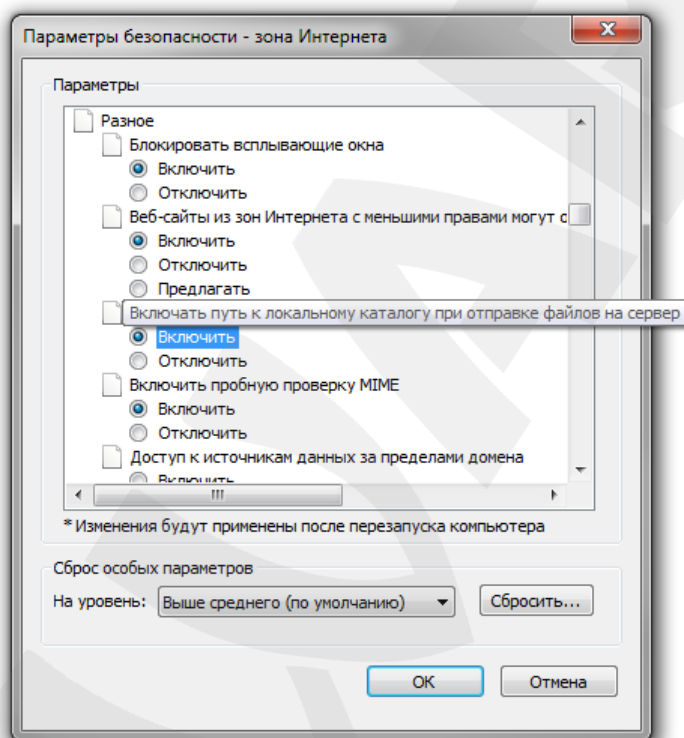 Параметры безопасности - зона Интернета
Параметры
Разное
Блокировать всплывающие окна
Включить
Отключить
Веб-сайты из зон Интернета с меньшими правами могут о
Включить
Отключить
Предлагать
Включать путь к локальному каталогу при отправке файлов на сервер
Включить
Отключить
Включить пробную проверку MIME
Включить
Отключить
Доступ к источникам данных за пределами домена
Включить
* Изменения будут применены после перезапуска компьютера
Сброс особых параметров
На уровень: Выше среднего (по умолчанию) Сбросить...
OK Отмена